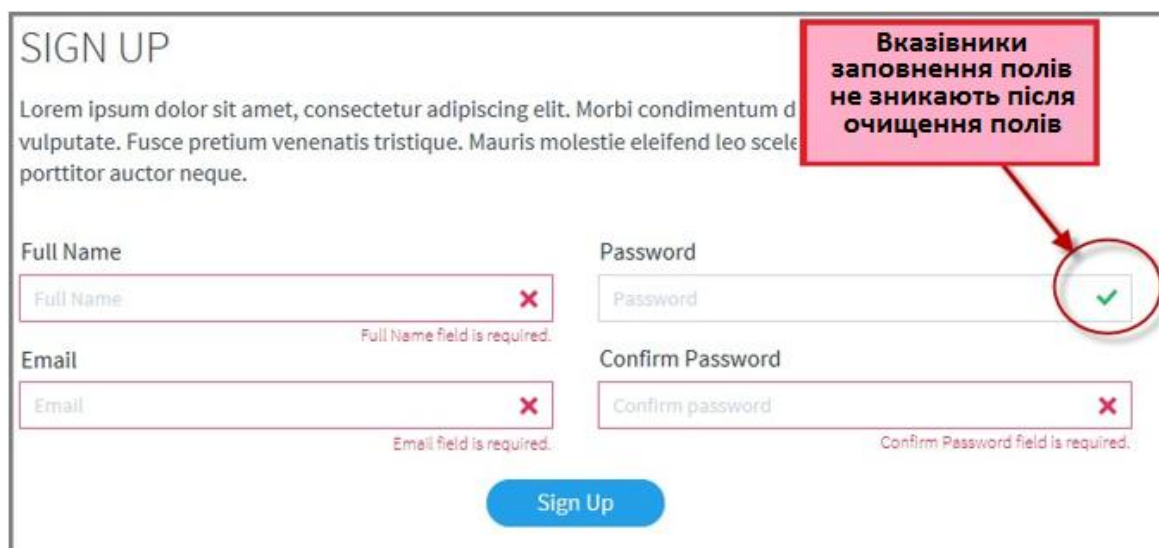 SIGN UP
Вказівники
заповнення полів
не зникають після
очищення полів
Lorem ipsum dolor sit amet, consectetur adipiscing elit. Morbi condimentum d
vulputate. Fusce pretium venenatis tristique. Mauris molestie eleifend leo scele
porttitor auctor neque.
Full Name
Full Name
Full Name field is required.
Email
Email
Email field is required.
Password
Password
Confirm Password
Confirm password
Confirm Password field is required.
Sign Up